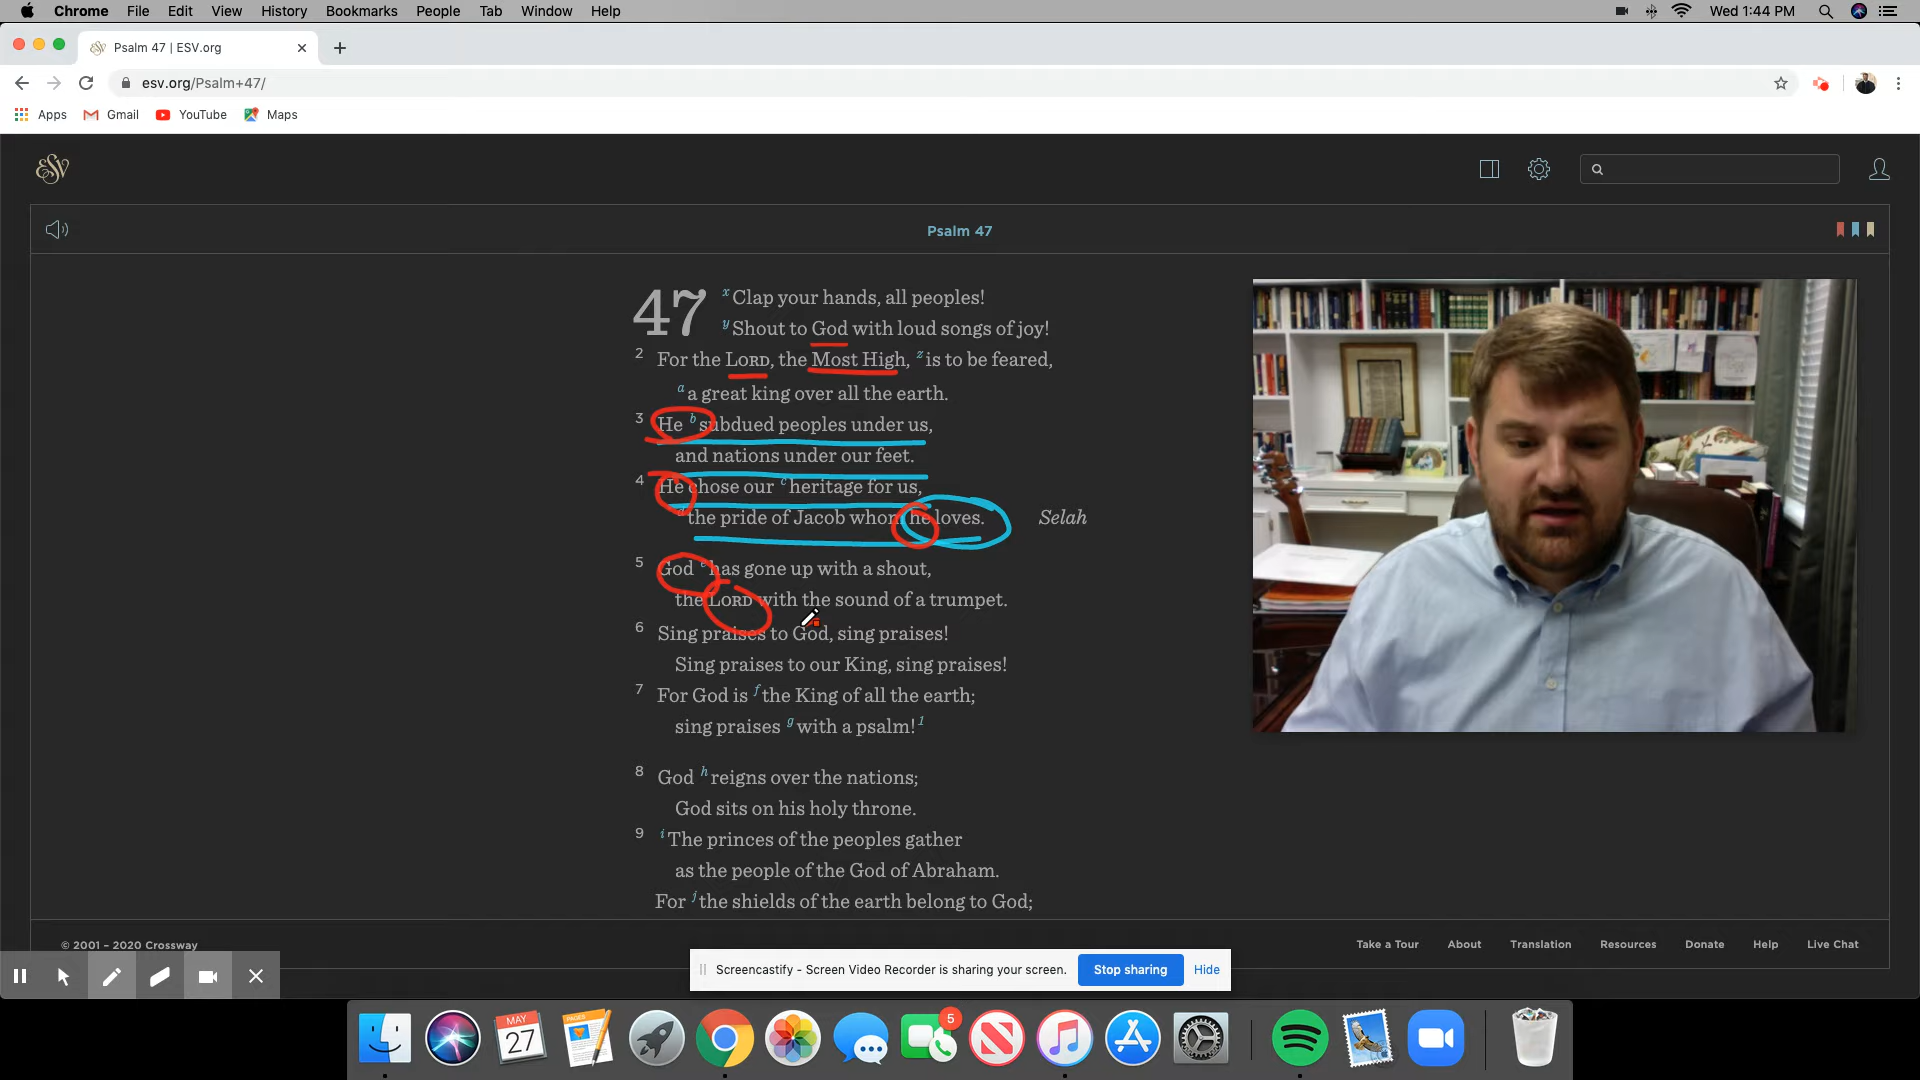 Chrome File Edit View History Bookmarks People Tab Window Help Wed 1:44 PM
Psalm 47 | ESV.org
esv.org/Psalm+47/
Apps Gmail YouTube Maps
ESV
Psalm 47
47 x Clap your hands, all peoples!
y Shout to God with loud songs of joy!
2 For the LORD, the Most High, z is to be feared,
a a great king over all the earth.
3 He b subdued peoples under us,
and nations under our feet.
4 He chose our c heritage for us,
d the pride of Jacob whom he loves. Selah
5 God e has gone up with a shout,
the LORD with the sound of a trumpet.
6 Sing praises to God, sing praises!
Sing praises to our King, sing praises!
7 For God is f the King of all the earth;
sing praises g with a psalm! 1
8 God h reigns over the nations;
God sits on his holy throne.
9 i The princes of the peoples gather
as the people of the God of Abraham.
For j the shields of the earth belong to God;
© 2001 – 2020 Crossway Take a Tour About Translation Resources Donate Help Live Chat
Screencastify - Screen Video Recorder is sharing your screen. Stop sharing Hide
MAY
27
PAGES
5